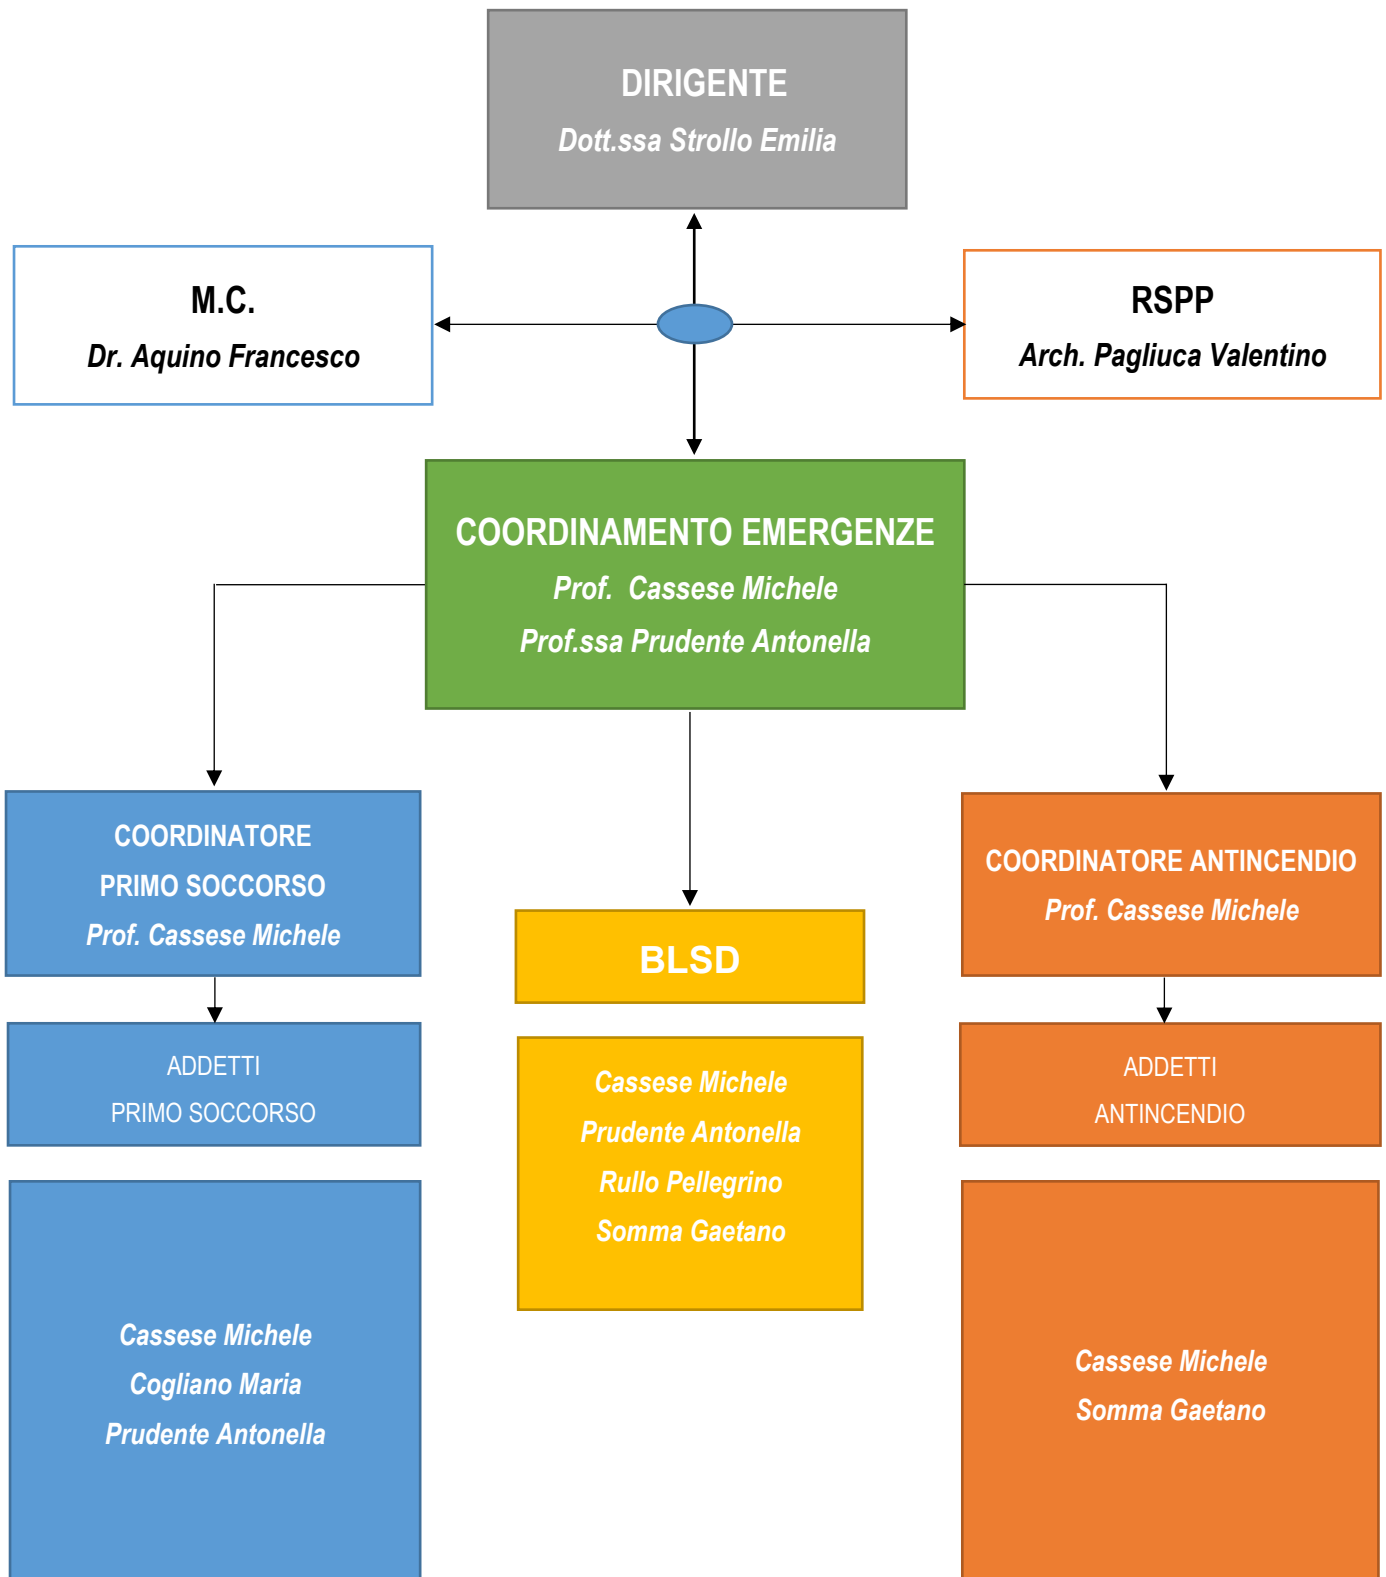 DIRIGENTE
Dott.ssa Strollo Emilia
M.C.
Dr. Aquino Francesco
RSPP
Arch. Pagliuca Valentino
COORDINAMENTO EMERGENZE
Prof. Cassese Michele
Prof.ssa Prudente Antonella
COORDINATORE
PRIMO SOCCORSO
Prof. Cassese Michele
COORDINATORE ANTINCENDIO
Prof. Cassese Michele
BLSD
ADDETTI
PRIMO SOCCORSO
Cassese Michele
Prudente Antonella
Rullo Pellegrino
Somma Gaetano
ADDETTI
ANTINCENDIO
Cassese Michele
Cogliano Maria
Prudente Antonella
Cassese Michele
Somma Gaetano